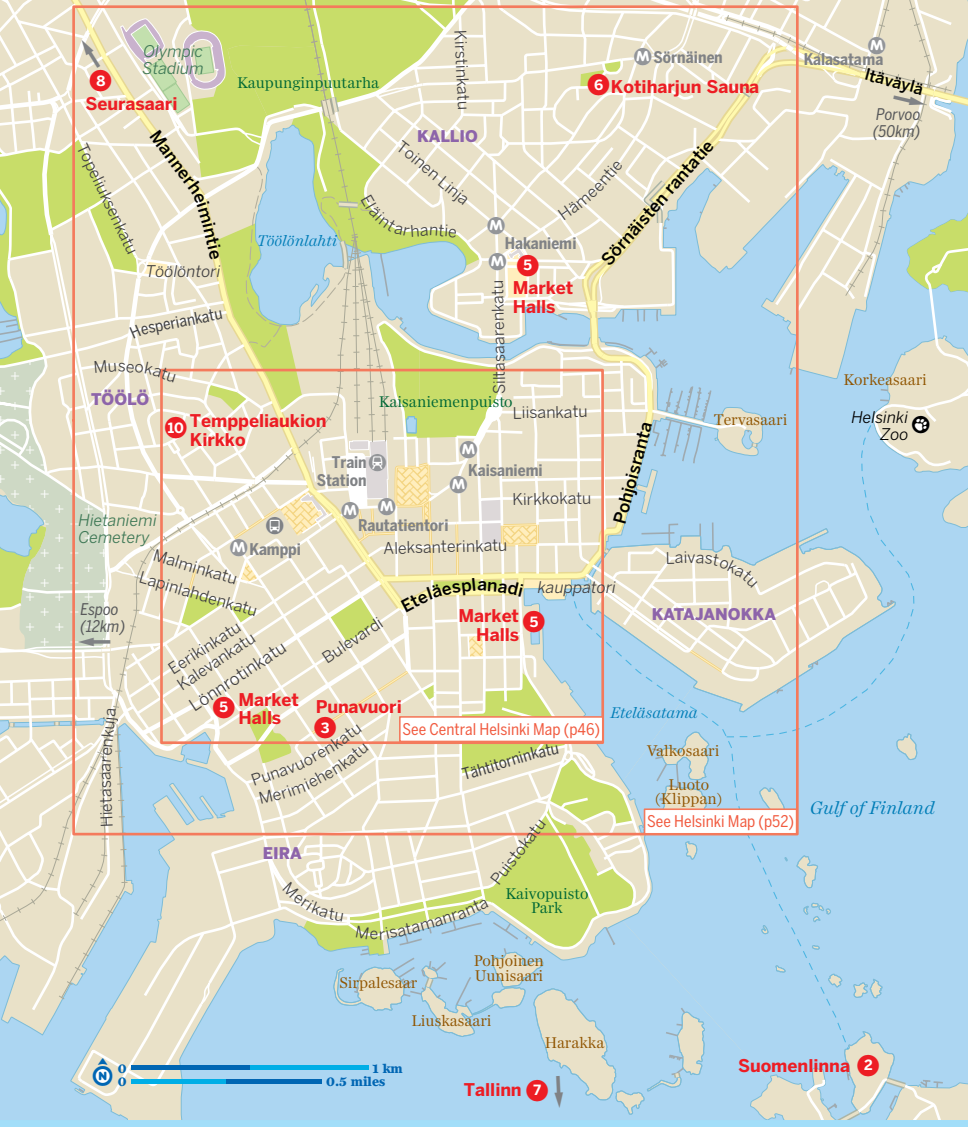 Olympic
Stadium
8
Seurasaari
Kaupunginpuutarha
Kirstinkatu
M
Sörnäinen
M
Kalasatama
Itäväylä
Porvoo
(50km)
6
Kotiharjun Sauna
KALLIO
Mannerheimintie
Topeliuksenkatu
Toinen Linja
Hämeentie
Sörnäisten rantatie
Eläintarhantie
Töölönlahti
M
Hakaniemi
M
5
Market
Halls
Töölöntori
Hesperiankatu
Siltasaarenkatu
Museokatu
TÖÖLÖ
Kaisaniemenpuisto
Liisankatu
Korkeasaari
Helsinki
Zoo
Tervasaari
10
Temppeliaukion
Kirkko
Train
Station
M
Kaisaniemi
M
Kirkkokatu
Pohjoisranta
Hietaniemi
Cemetery
M
M
Rautatientori
M
Kamppi
Aleksanterinkatu
Malminkatu
Lapinlahdenkatu
Eteläesplanadi
kauppatori
Laivastokatu
KATAJANOKKA
Espoo
(12km)
Market
Halls
5
Eerikinkatu
Kalevankatu
Lönnrotinkatu
Bulevardi
5
Market
Halls
Punavuori
3
See Central Helsinki Map (p46)
Eteläsatama
Hietasaarenkuja
Punavuorenkatu
Merimiehenkatu
Tähtitorninkatu
Valkosaari
Luoto
(Klippan)
Gulf of Finland
See Helsinki Map (p52)
EIRA
Puistokatu
Merikatu
Merisatamanranta
Kaivopuisto
Park
Pohjoinen
Uunisaari
Sirpalesaar
Liuskasaari
Harakka
N
0
1 km
0
0.5 miles
Tallinn
7
Suomenlinna
2